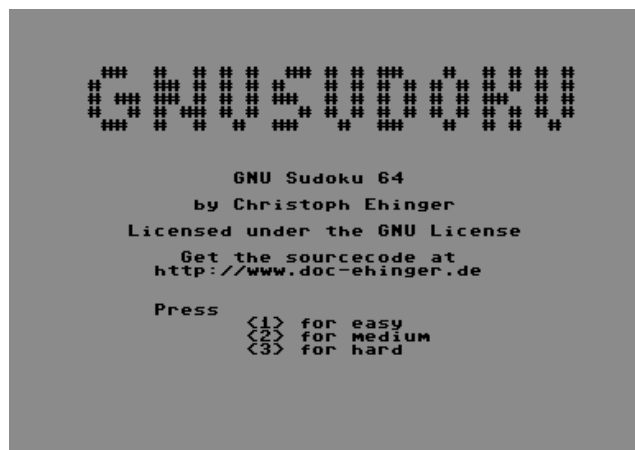 GNUSUDOKU
GNU Sudoku 64
by Christoph Ehinger
Licensed under the GNU License
Get the sourcecode at
http://www.doc-ehinger.de
Press
<1> for easy
<2> for medium
<3> for hard